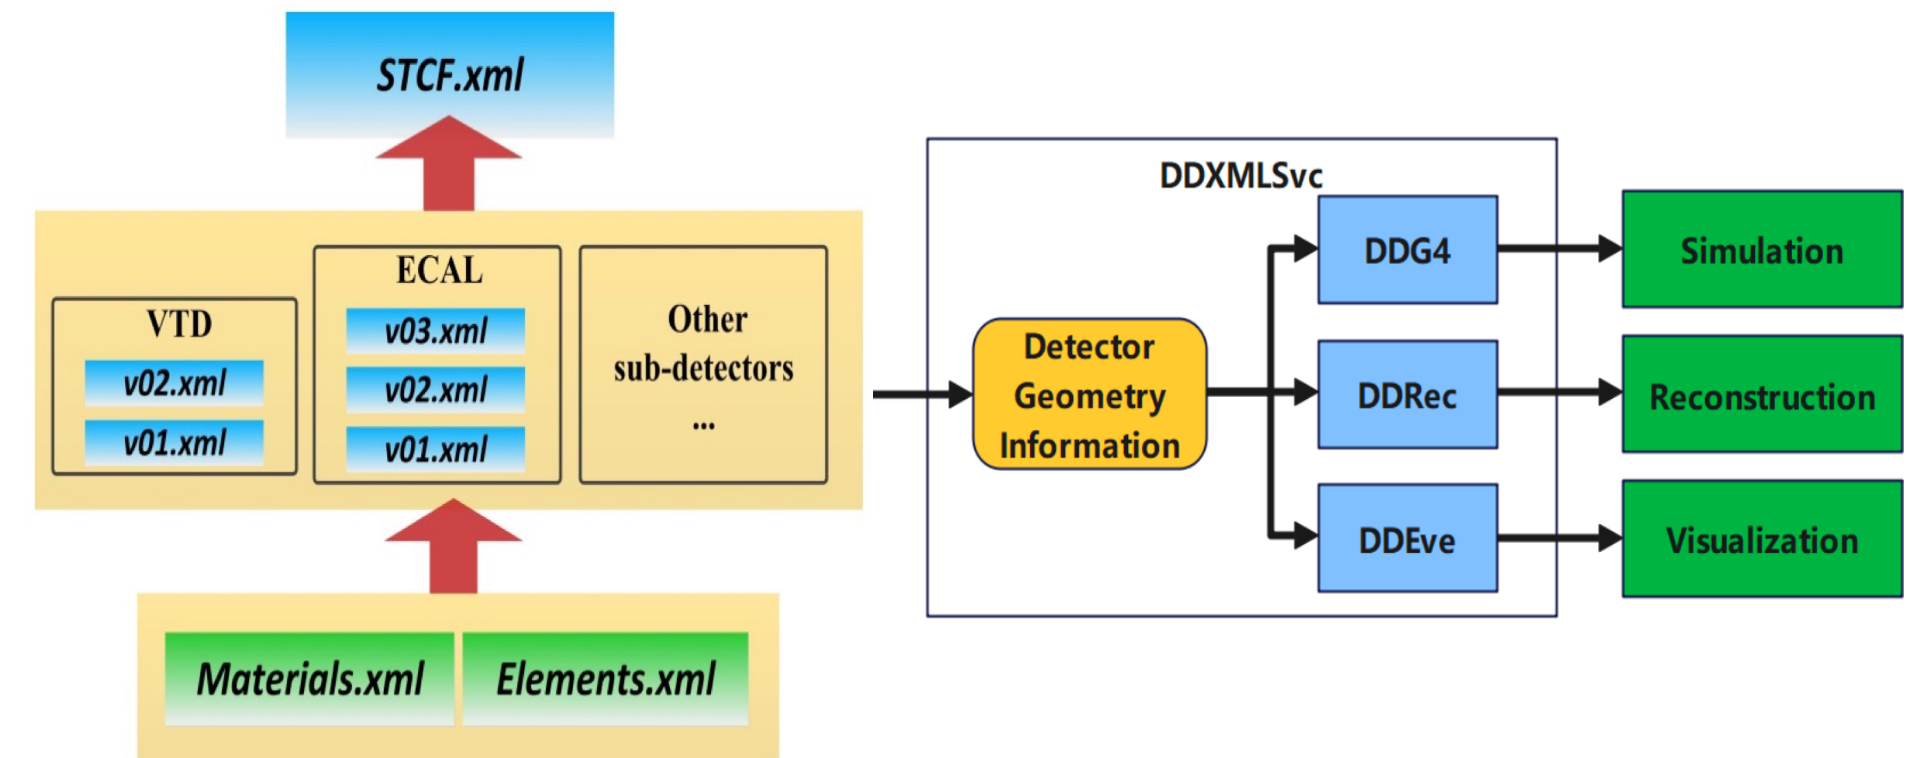 STCF.xml
VTD
v02.xml
v01.xml
ECAL
v03.xml
v02.xml
v01.xml
Other
sub-detectors
...
Materials.xml
Elements.xml
DDXMLSvc
Detector
Geometry
Information
DDG4
DDRec
DDEve
Simulation
Reconstruction
Visualization